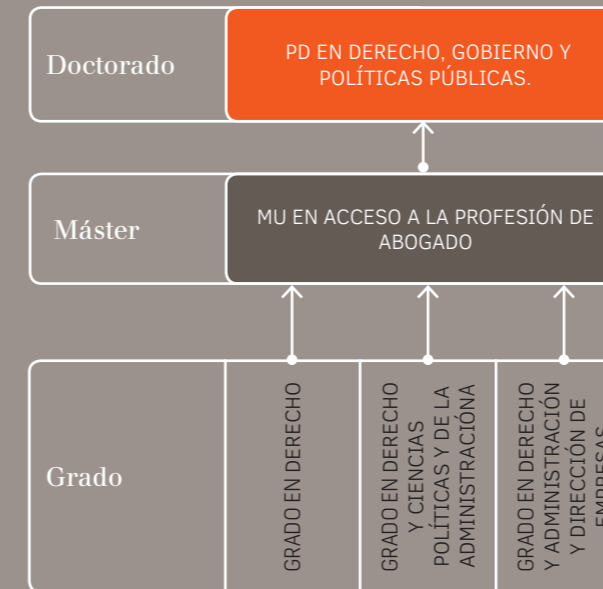 Doctorado
PD EN DERECHO, GOBIERNO Y
POLÍTICAS PÚBLICAS.
Máster
MU EN ACCESO A LA PROFESIÓN DE
ABOGADO
Grado
GRADO EN DERECHO
GRADO EN DERECHO
Y CIENCIAS
POLÍTICAS Y DE LA
ADMINISTRACIÓNA
GRADO EN DERECHO
Y ADMINISTRACIÓN
Y DIRECCIÓN DE
EMPRESAS